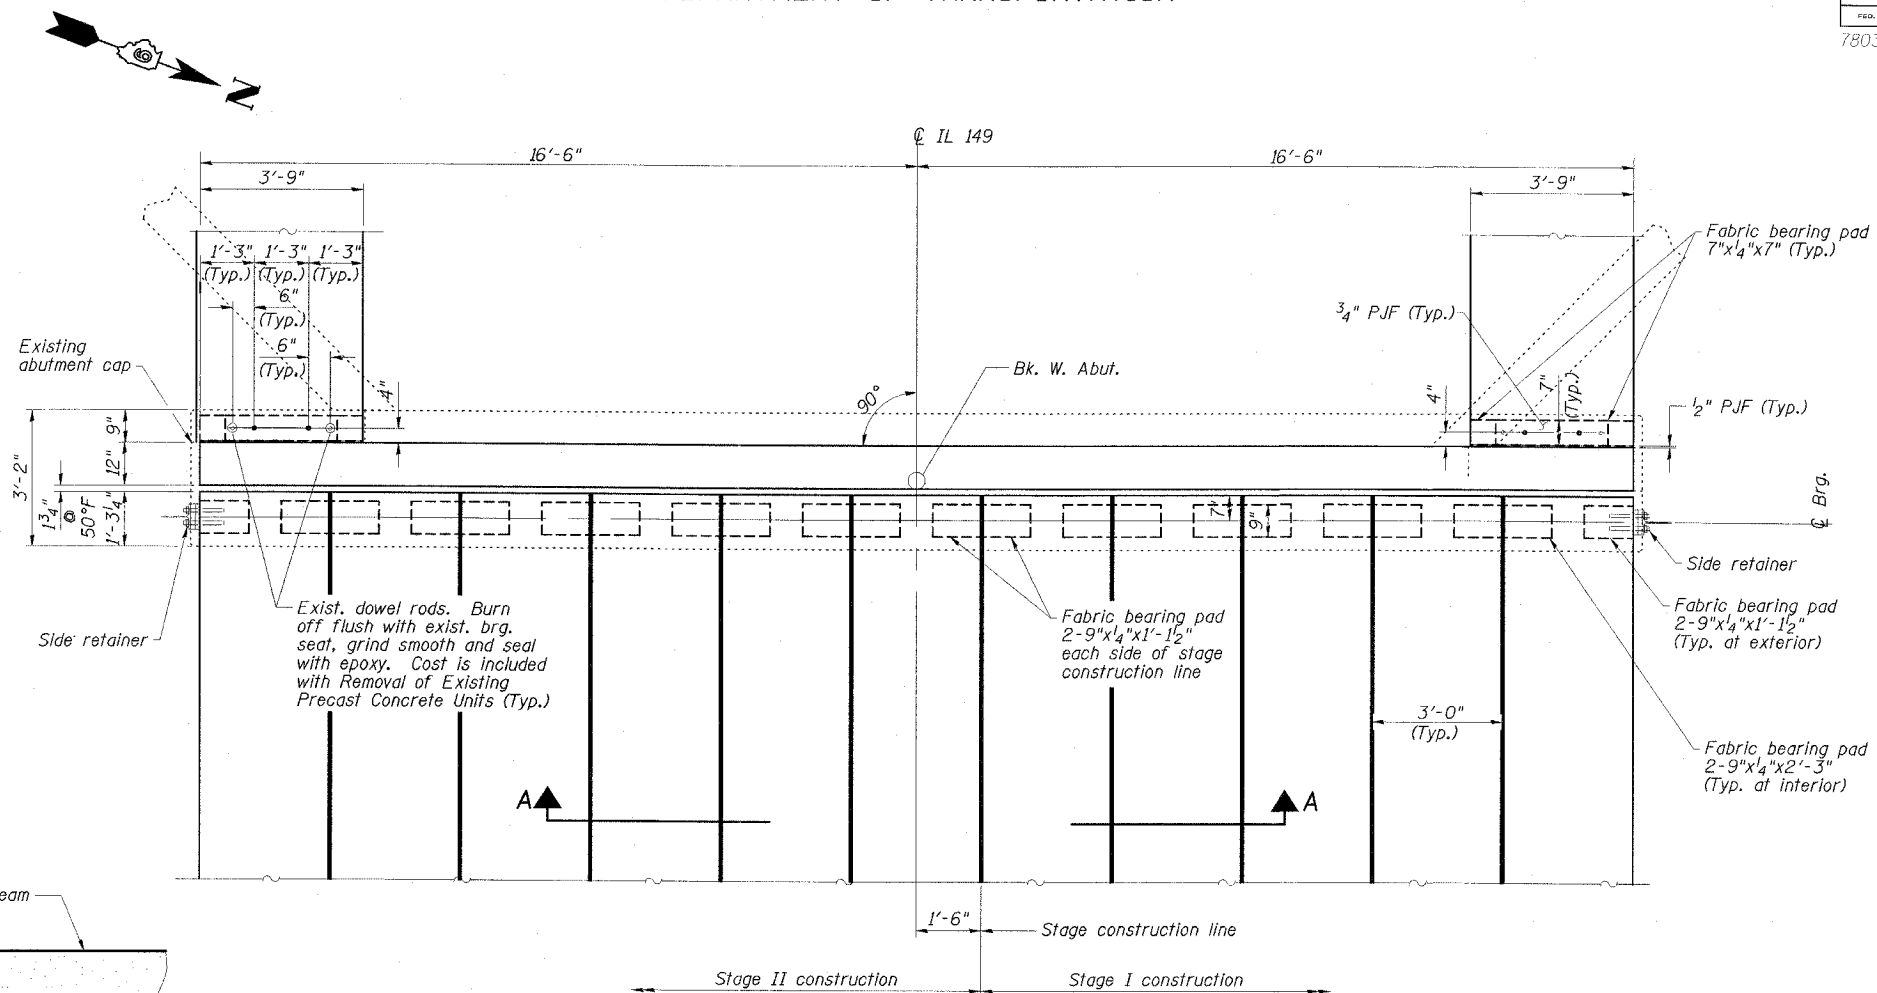 FED.
7803
N
℄ IL 149
16'-6"
16'-6"
3'-9"
3'-9"
1'-3" 1'-3" 1'-3"
(Typ.) (Typ.) (Typ.)
6"
(Typ.)
6"
(Typ.)
4"
Fabric bearing pad
7"x¼"x7" (Typ.)
¾" PJF (Typ.)
Existing
abutment cap
Bk. W. Abut.
90°
4"
7"
(Typ.)
½" PJF (Typ.)
3'-2"
9"
12"
1¾"
@
50°F
1'-3¼"
7"
9"
℄ Brg.
Side retainer
Side retainer
Exist. dowel rods. Burn
off flush with exist. brg.
seat, grind smooth and seal
with epoxy. Cost is included
with Removal of Existing
Precast Concrete Units (Typ.)
Fabric bearing pad
2-9"x¼"x1'-1½"
each side of stage
construction line
Fabric bearing pad
2-9"x¼"x1'-1½"
(Typ. at exterior)
3'-0"
(Typ.)
Fabric bearing pad
2-9"x¼"x2'-3"
(Typ. at interior)
A
A
eam
1'-6"
Stage construction line
Stage II construction
Stage I construction